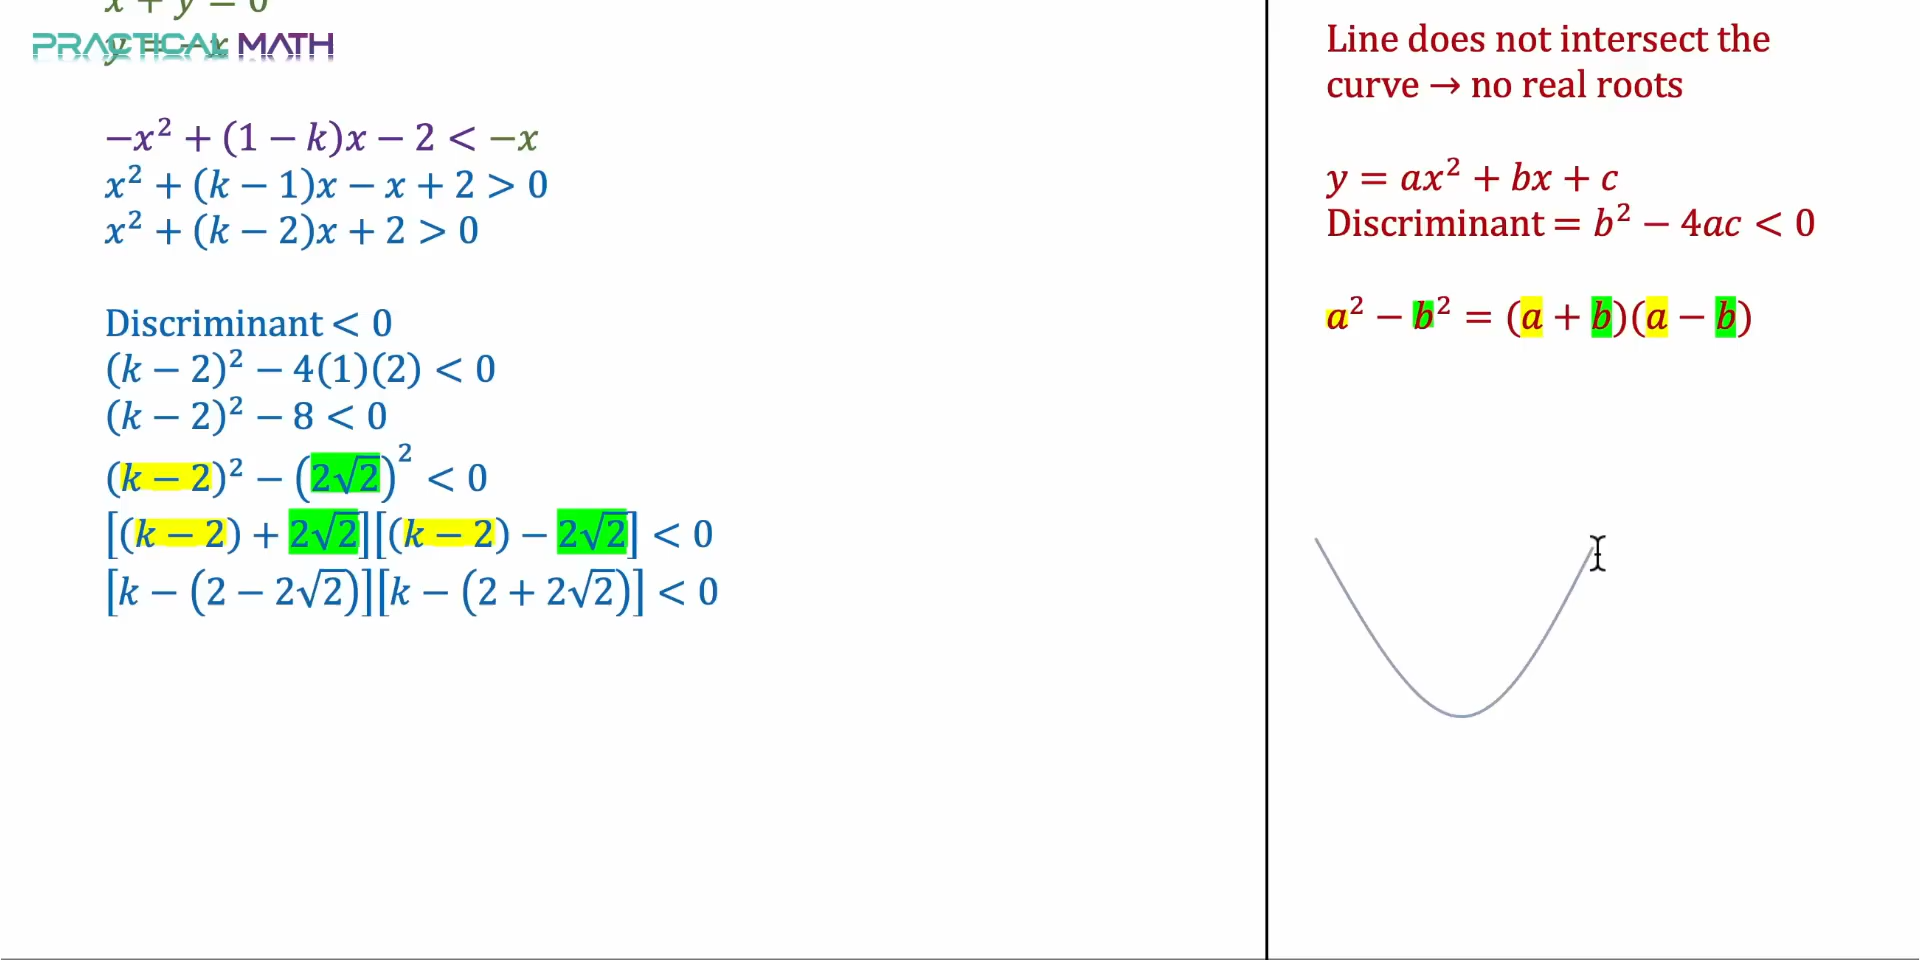 x + y = 0
PRACTICAL MATH
y = −x
−x² + (1 − k)x − 2 < −x
x² + (k − 1)x − x + 2 > 0
x² + (k − 2)x + 2 > 0
Discriminant < 0
(k − 2)² − 4(1)(2) < 0
(k − 2)² − 8 < 0
(k − 2)² − (2√2)² < 0
[(k − 2) + 2√2][(k − 2) − 2√2] < 0
[k − (2 − 2√2)][k − (2 + 2√2)] < 0
Line does not intersect the
curve → no real roots
y = ax² + bx + c
Discriminant = b² − 4ac < 0
a² − b² = (a + b)(a − b)